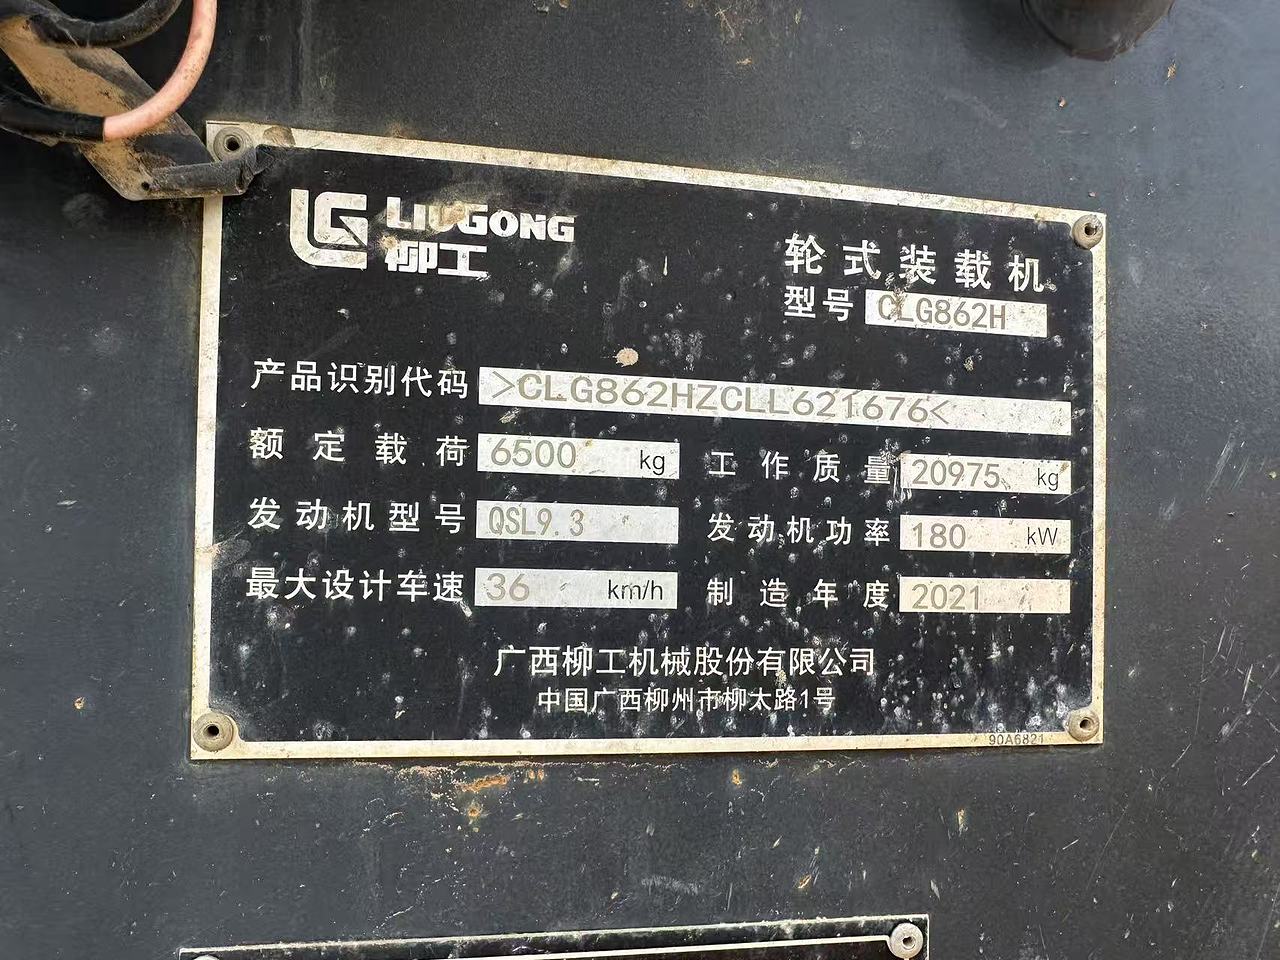 LIUGONG
柳工
轮式装载机
型号 CLG862H
产品识别代码 >CLG862HZCLL621676<
额定载荷 6500 kg 工作质量 20975 kg
发动机型号 QSL9.3 发动机功率 180 kW
最大设计车速 36 km/h 制造年度 2021
广西柳工机械股份有限公司
中国广西柳州市柳太路1号
90A6821